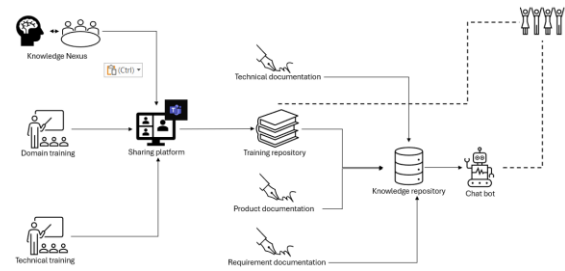 Knowledge Nexus
(Ctrl)
Technical documentation
Domain training
Sharing platform
Training repository
Knowledge repository
Chat bot
Product documentation
Technical training
Requirement documentation